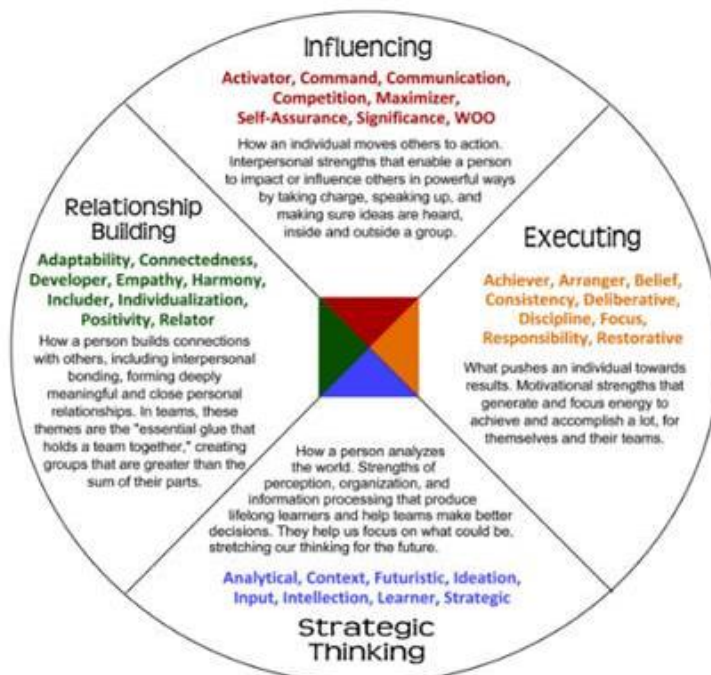 Influencing
Activator, Command, Communication,
Competition, Maximizer,
Self-Assurance, Significance, WOO
How an individual moves others to action.
Interpersonal strengths that enable a person
to impact or influence others in powerful ways
by taking charge, speaking up, and
making sure ideas are heard,
inside and outside a group.
Relationship
Building
Adaptability, Connectedness,
Developer, Empathy, Harmony,
Includer, Individualization,
Positivity, Relator
How a person builds connections
with others, including interpersonal
bonding, forming deeply
meaningful and close personal
relationships. In teams, these
themes are the "essential glue that
holds a team together," creating
groups that are greater than the
sum of their parts.
Executing
Achiever, Arranger, Belief,
Consistency, Deliberative,
Discipline, Focus,
Responsibility, Restorative
What pushes an individual towards
results. Motivational strengths that
generate and focus energy to
achieve and accomplish a lot, for
themselves and their teams.
How a person analyzes
the world. Strengths of
perception, organization, and
information processing that produce
lifelong learners and help teams make better
decisions. They help us focus on what could be,
stretching our thinking for the future.
Analytical, Context, Futuristic, Ideation,
Input, Intellection, Learner, Strategic
Strategic
Thinking